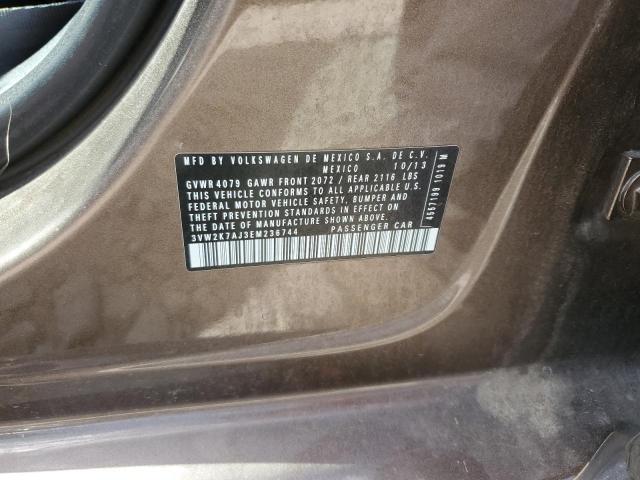 MFD BY VOLKSWAGEN DE MEXICO S.A. DE C.V.
MEXICO 10/13
GVWR 4079 GAWR FRONT 2072 / REAR 2116 LBS
THIS VEHICLE CONFORMS TO ALL APPLICABLE U.S.
FEDERAL MOTOR VEHICLE SAFETY, BUMPER AND
THEFT PREVENTION STANDARDS IN EFFECT ON
THE DATE OF MANUFACTURE SHOWN ABOVE
3VW2K7AJ3EM236744 PASSENGER CAR
4557199 1019 M